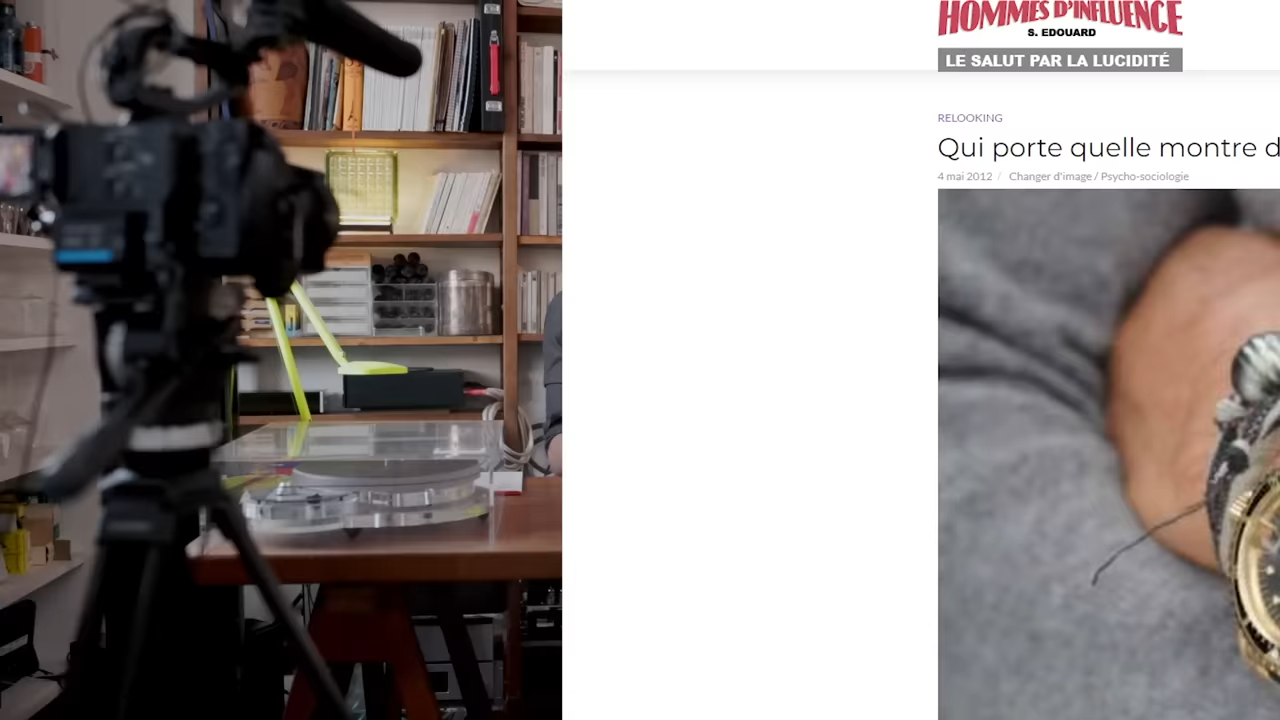 HOMMES D'INFLUENCE
S. EDOUARD
LE SALUT PAR LA LUCIDITÉ
RELOOKING
Qui porte quelle montre d
4 mai 2012 / Changer d'image / Psycho-sociologie